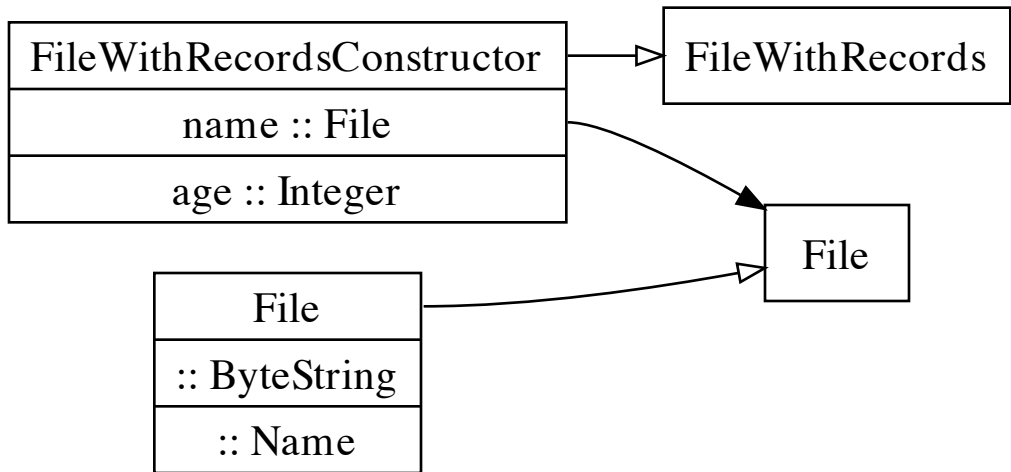 FileWithRecordsConstructor
name :: File
age :: Integer
FileWithRecords
File
File
:: ByteString
:: Name